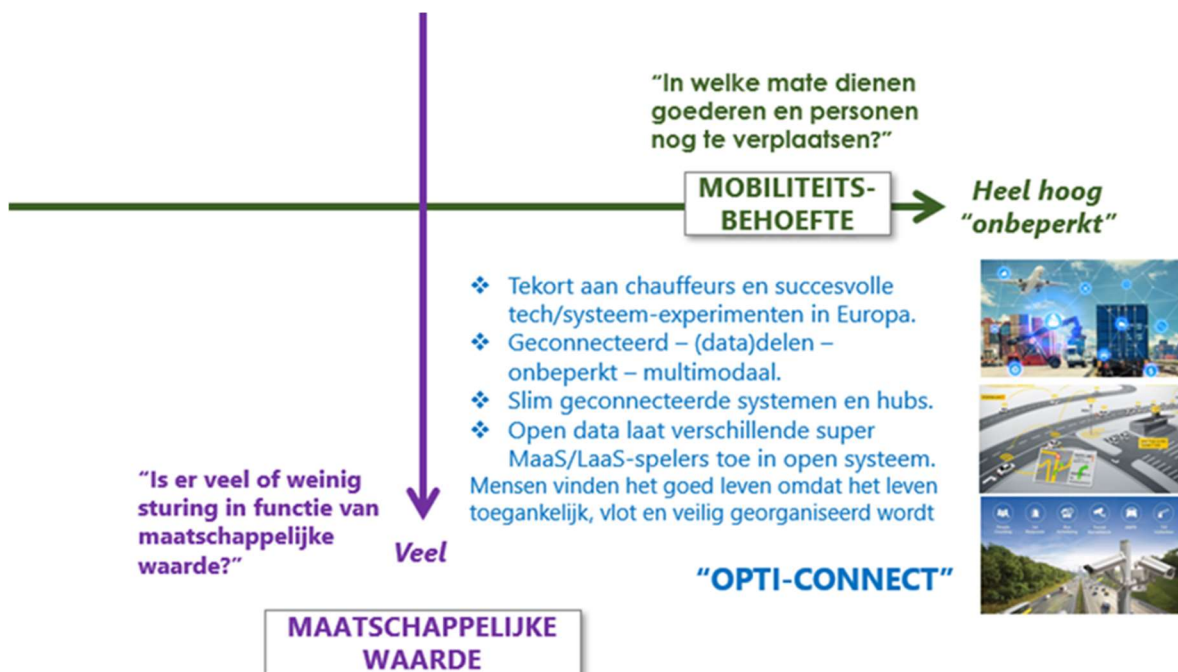 “In welke mate dienen
goederen en personen
nog te verplaatsen?”
MOBILITEITS-
BEHOEFTE
Heel hoog
“onbeperkt”
❖ Tekort aan chauffeurs en succesvolle
tech/systeem-experimenten in Europa.
❖ Geconnecteerd – (data)delen –
onbeperkt – multimodaal.
❖ Slim geconnecteerde systemen en hubs.
❖ Open data laat verschillende super
MaaS/LaaS-spelers toe in open systeem.
Mensen vinden het goed leven omdat het leven
toegankelijk, vlot en veilig georganiseerd wordt
“OPTI-CONNECT”
“Is er veel of weinig
sturing in functie van
maatschappelijke
waarde?”
Veel
MAATSCHAPPELIJKE
WAARDE